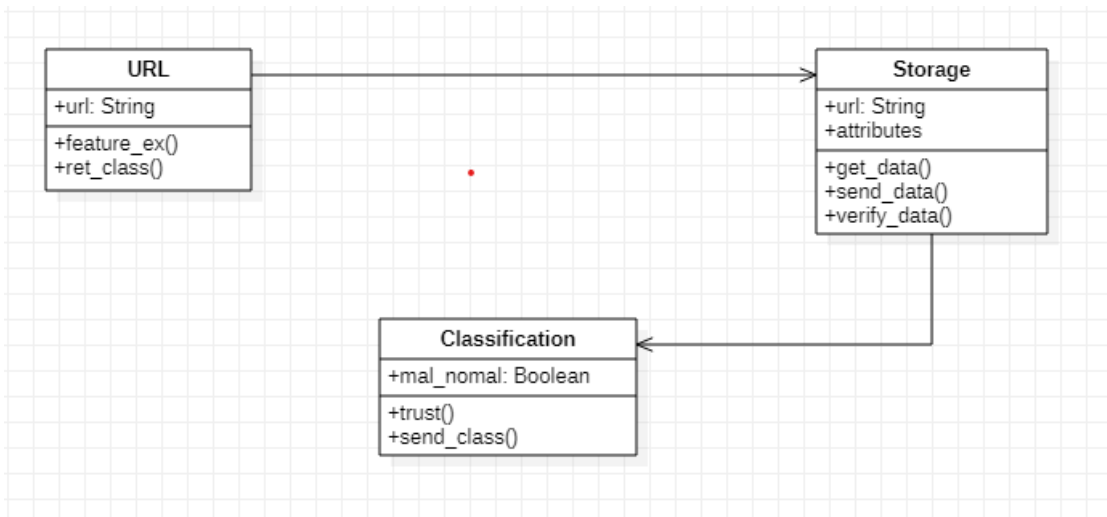 URL
+url: String
+feature_ex()
+ret_class()
Storage
+url: String
+attributes
+get_data()
+send_data()
+verify_data()
Classification
+mal_nomal: Boolean
+trust()
+send_class()